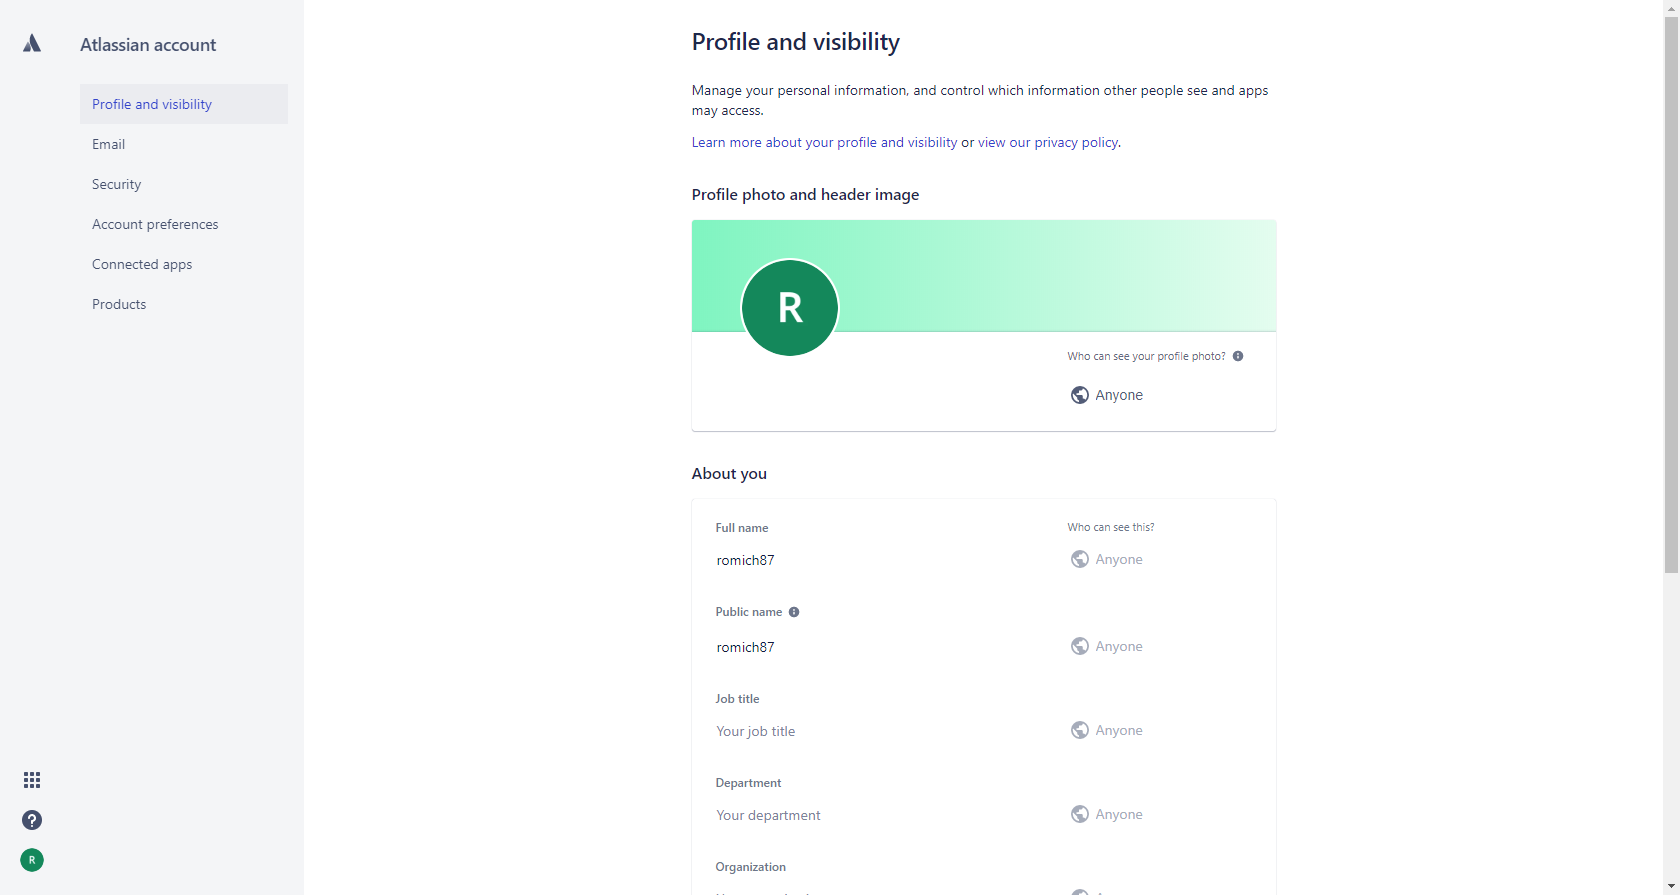 Atlassian account
Profile and visibility
Email
Security
Account preferences
Connected apps
Products
R
Profile and visibility
Manage your personal information, and control which information other people see and apps
may access.
Learn more about your profile and visibility or view our privacy policy.
Profile photo and header image
R
Who can see your profile photo?
Anyone
About you
Full name
Who can see this?
romich87
Anyone
Public name
romich87
Anyone
Job title
Your job title
Anyone
Department
Your department
Anyone
Organization